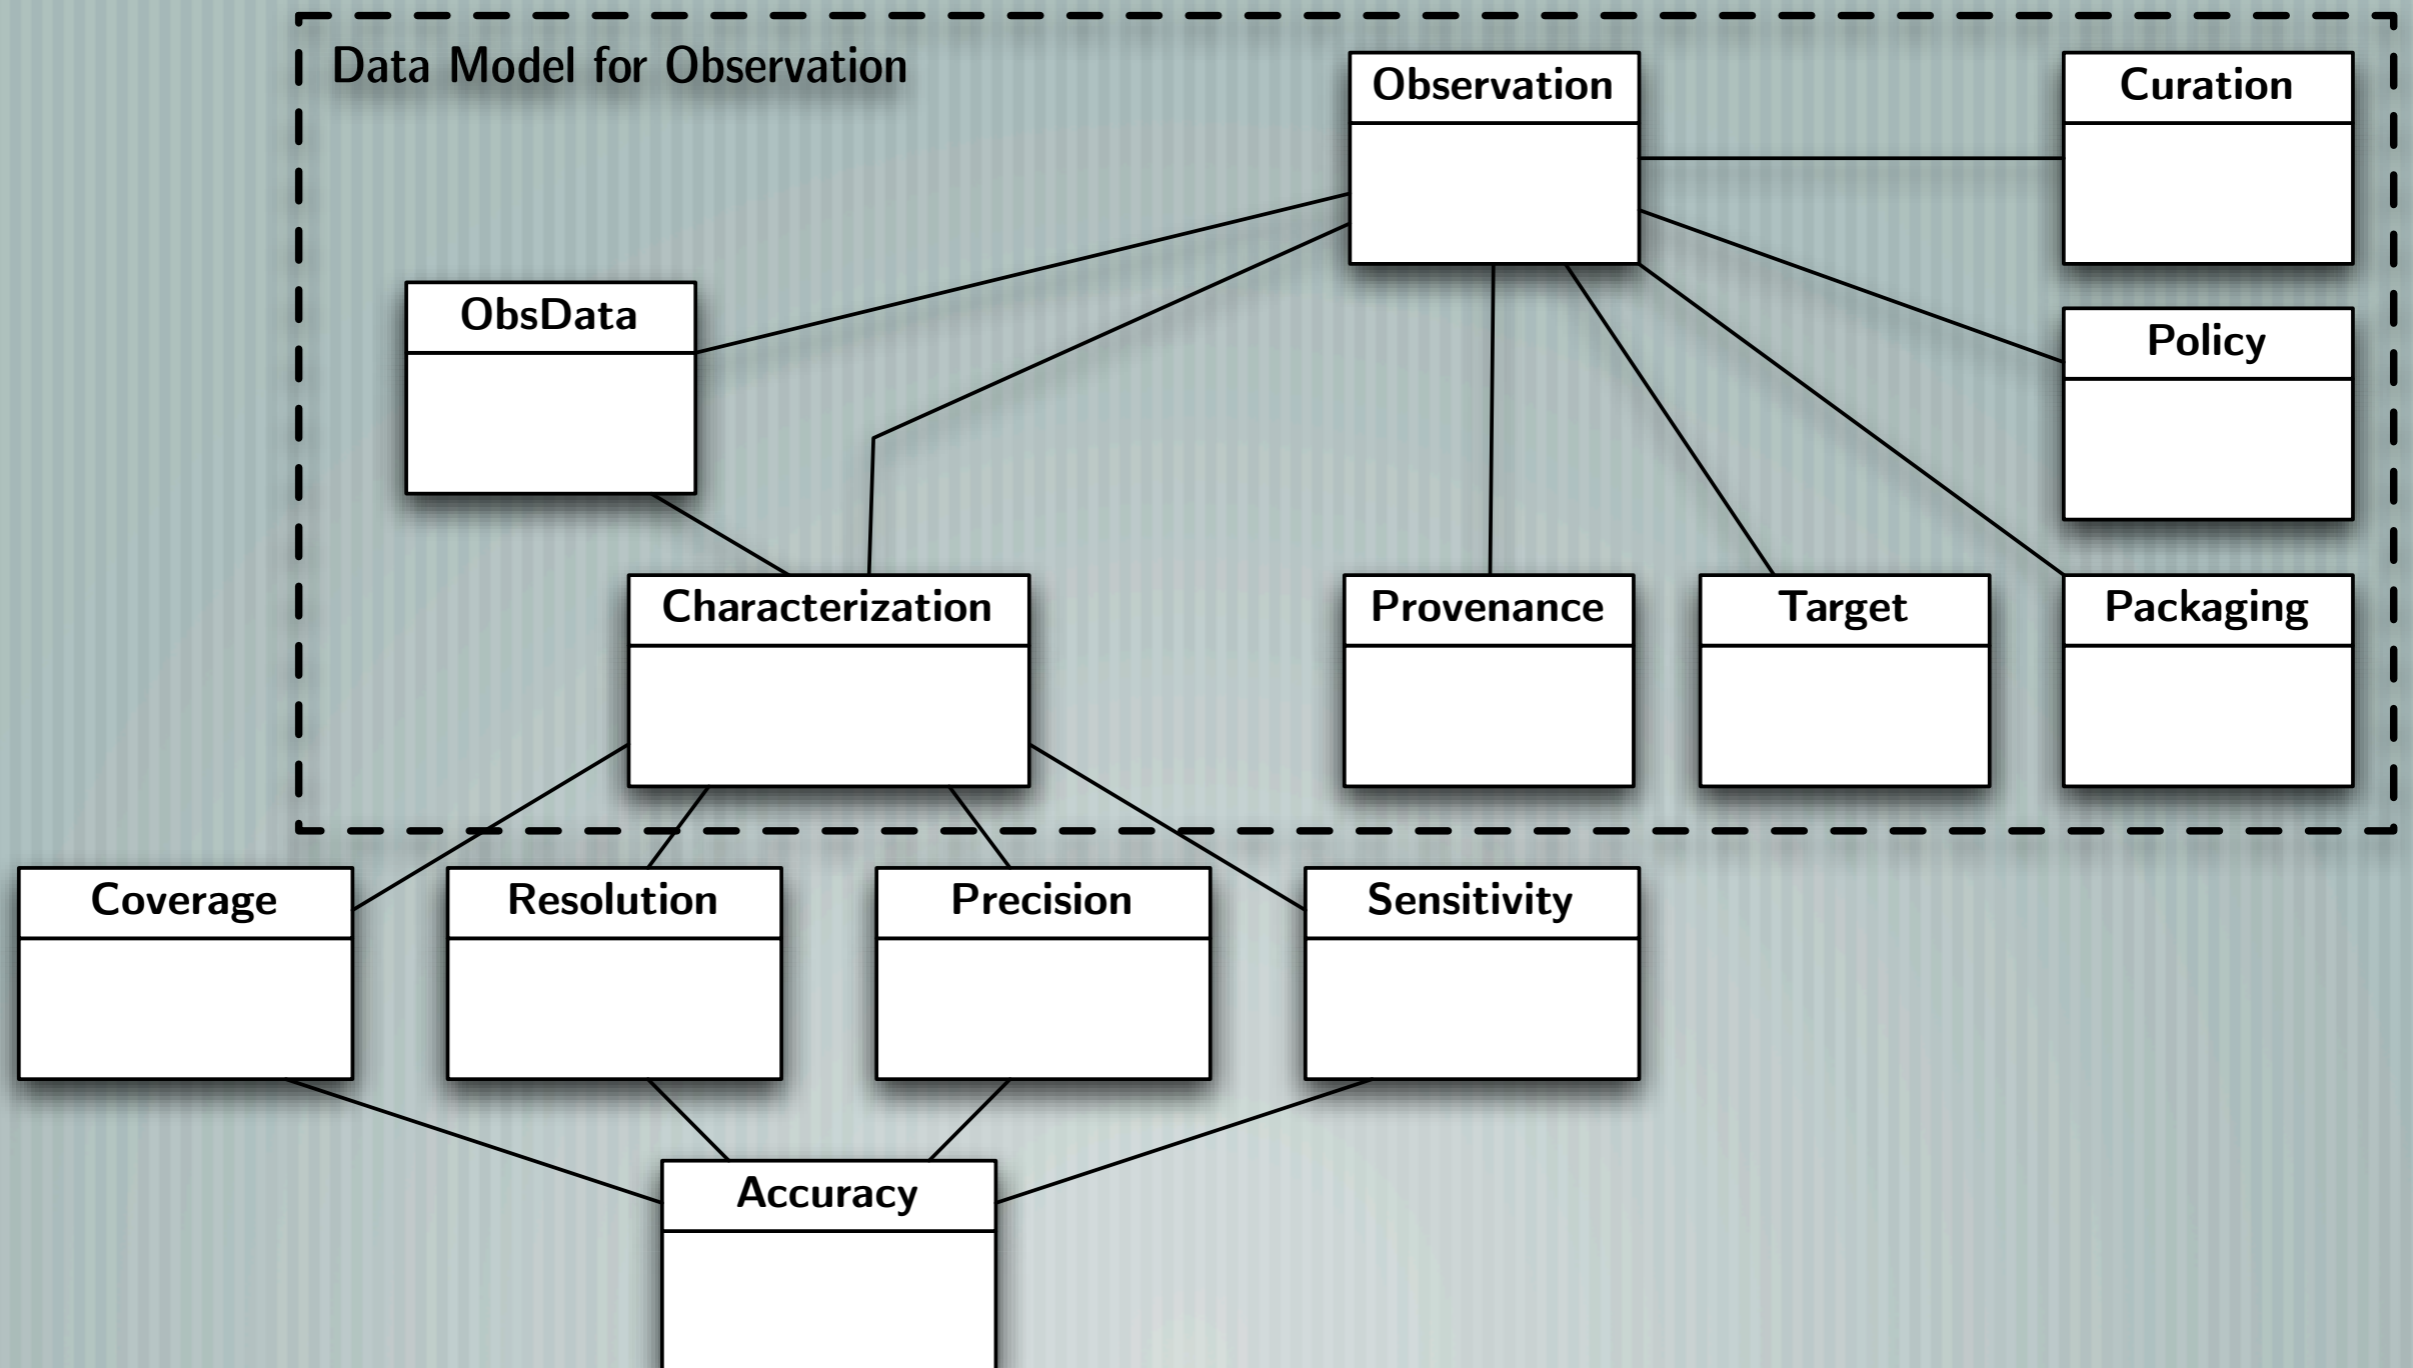 Data Model for Observation
Observation
Curation
ObsData
Policy
Characterization
Provenance
Target
Packaging
Coverage
Resolution
Precision
Sensitivity
Accuracy